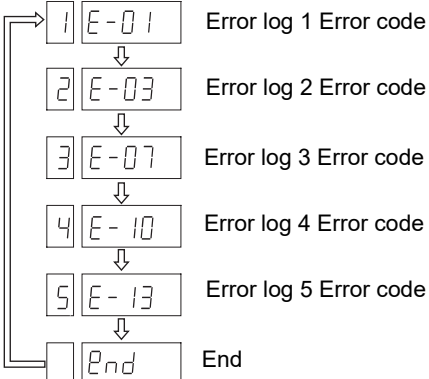 1 E-01 Error log 1 Error code
2 E-03 Error log 2 Error code
3 E-07 Error log 3 Error code
4 E-10 Error log 4 Error code
5 E-13 Error log 5 Error code
End End